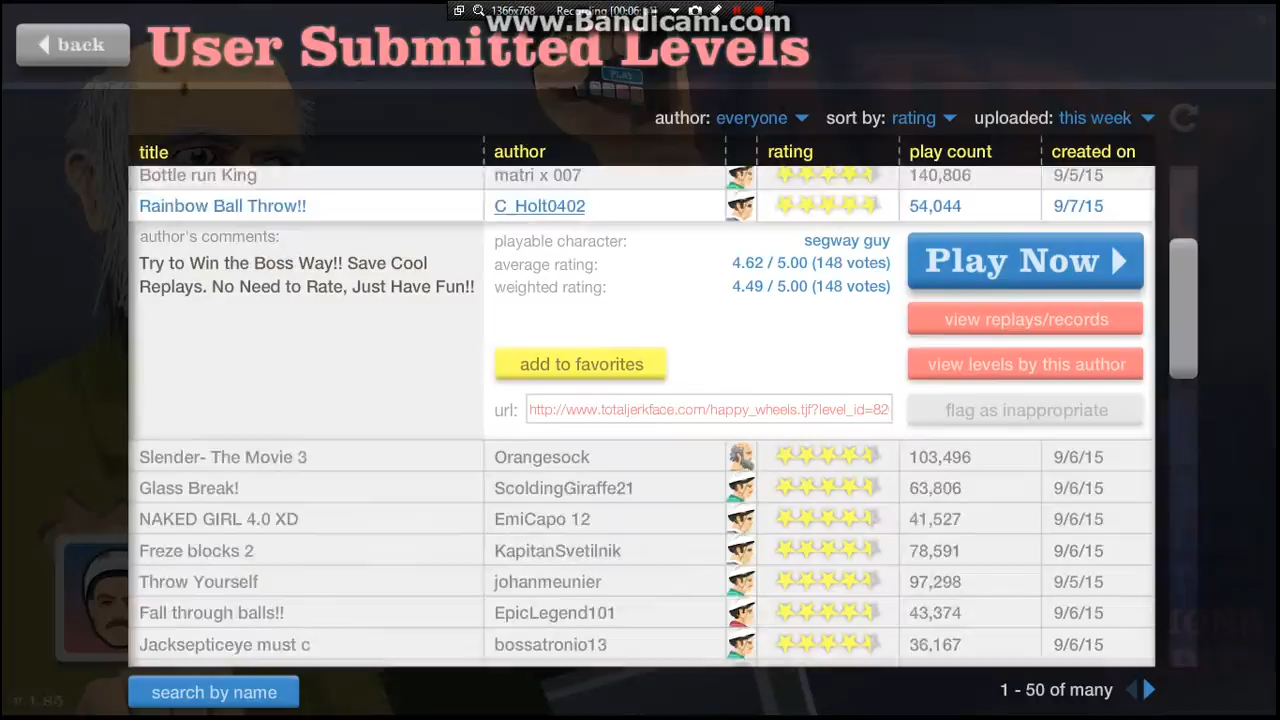 1366x768 Recording
www.Bandicam.com
back
User Submitted Levels
PLAY
author: everyone sort by: rating uploaded: this week
title author rating play count created on
Bottle run King matri x 007 140,806 9/5/15
Rainbow Ball Throw!! C_Holt0402 54,044 9/7/15
author's comments:
Try to Win the Boss Way!! Save Cool
Replays. No Need to Rate, Just Have Fun!!
playable character: segway guy
average rating: 4.62 / 5.00 (148 votes)
weighted rating: 4.49 / 5.00 (148 votes)
add to favorites
url: http://www.totaljerkface.com/happy_wheels.tjf?level_id=82
Play Now
view replays/records
view levels by this author
flag as inappropriate
Slender- The Movie 3 Orangesock 103,496 9/6/15
Glass Break! ScoldingGiraffe21 63,806 9/6/15
NAKED GIRL 4.0 XD EmiCapo 12 41,527 9/6/15
Freze blocks 2 KapitanSvetilnik 78,591 9/6/15
Throw Yourself johanmeunier 97,298 9/5/15
Fall through balls!! EpicLegend101 43,374 9/6/15
Jacksepticeye must c bossatronio13 36,167 9/6/15
search by name
1 - 50 of many
1.85